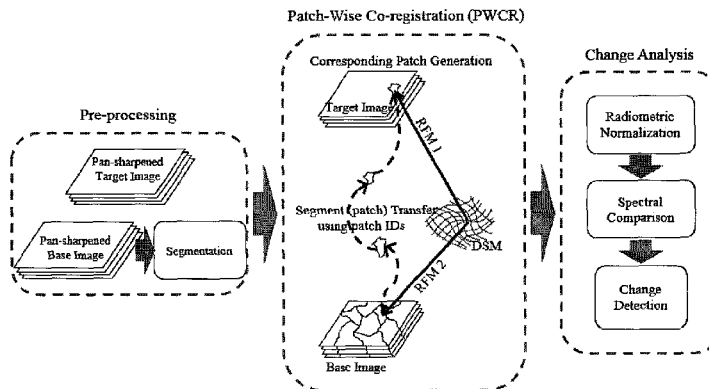 Patch-Wise Co-registration (PWCR)
Pre-processing
Pan-sharpened
Target Image
Pan-sharpened
Base Image
Segmentation
Corresponding Patch Generation
Target Image
RFM 1
Segment (patch) Transfer
using patch IDs
DSM
RFM 2
Base Image
Change Analysis
Radiometric
Normalization
Spectral
Comparison
Change
Detection